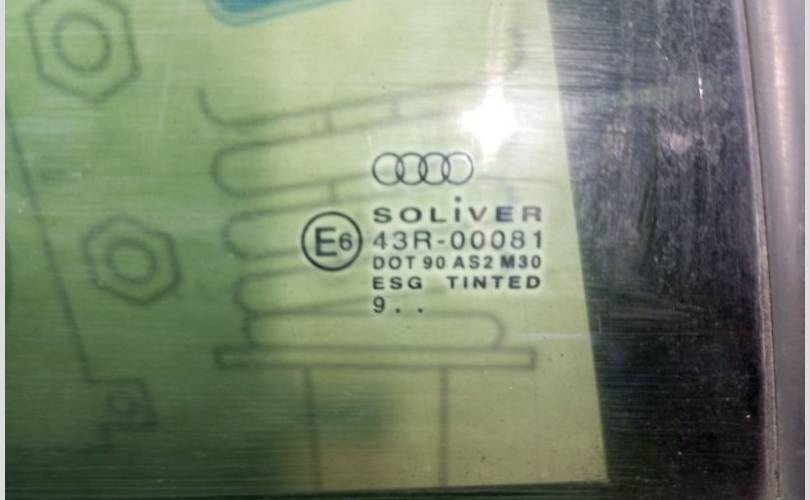 SOLiVER
E6 43R-00081
DOT 90 AS2 M30
ESG TINTED
9 . .